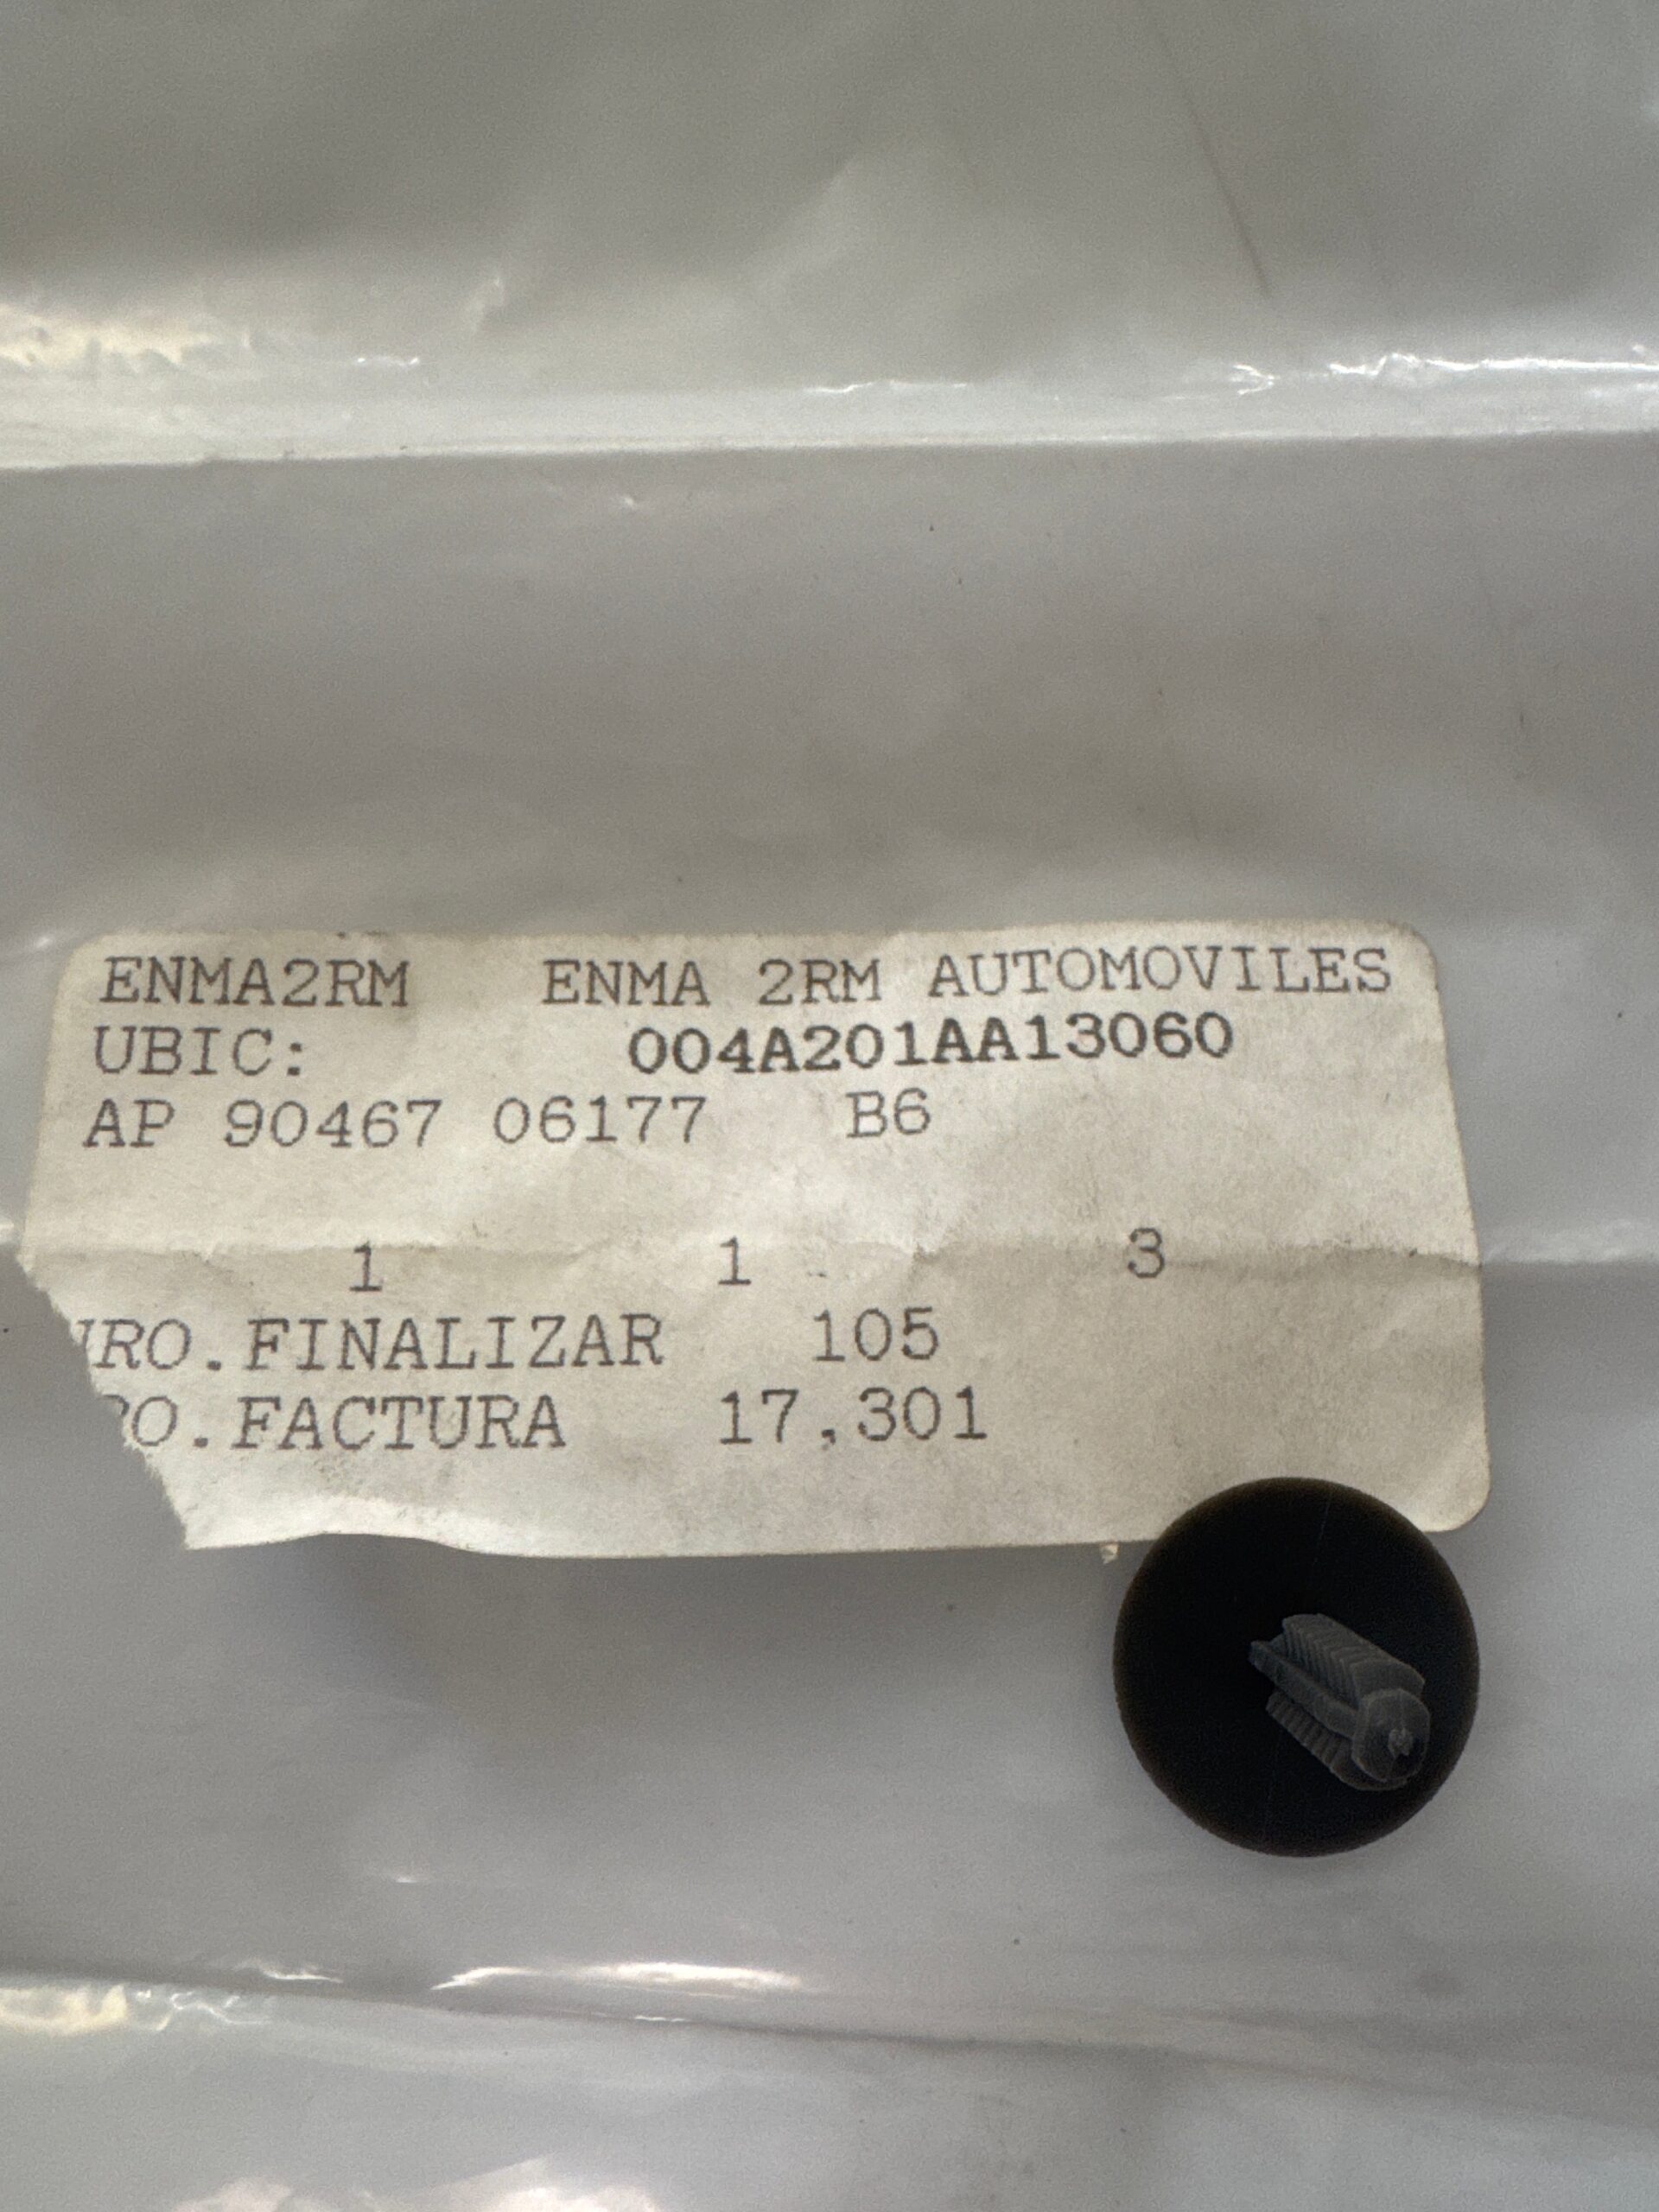 ENMA2RM ENMA 2RM AUTOMOVILES
UBIC: 004A201AA13060
AP 90467 06177 B6
1 1 3
RO.FINALIZAR 105
O.FACTURA 17,301